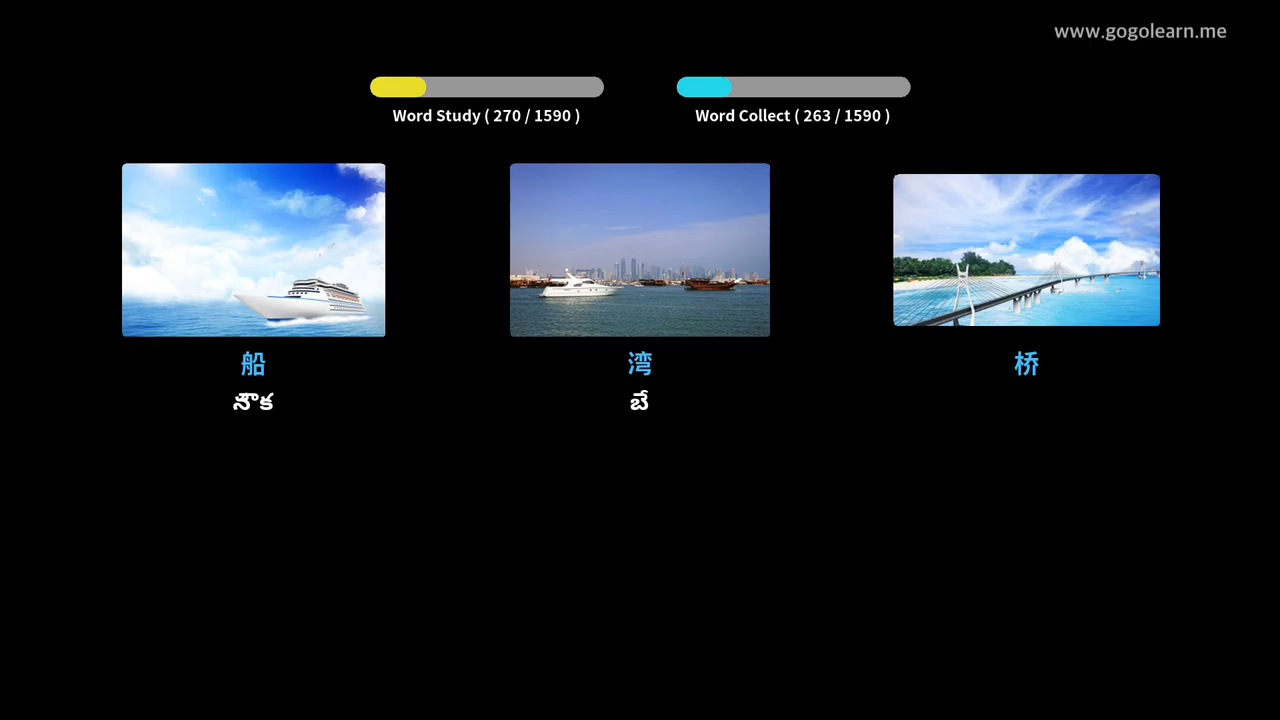 www.gogolearn.me
Word Study ( 270 / 1590 )
Word Collect ( 263 / 1590 )
船
湾
桥
నౌక
బే